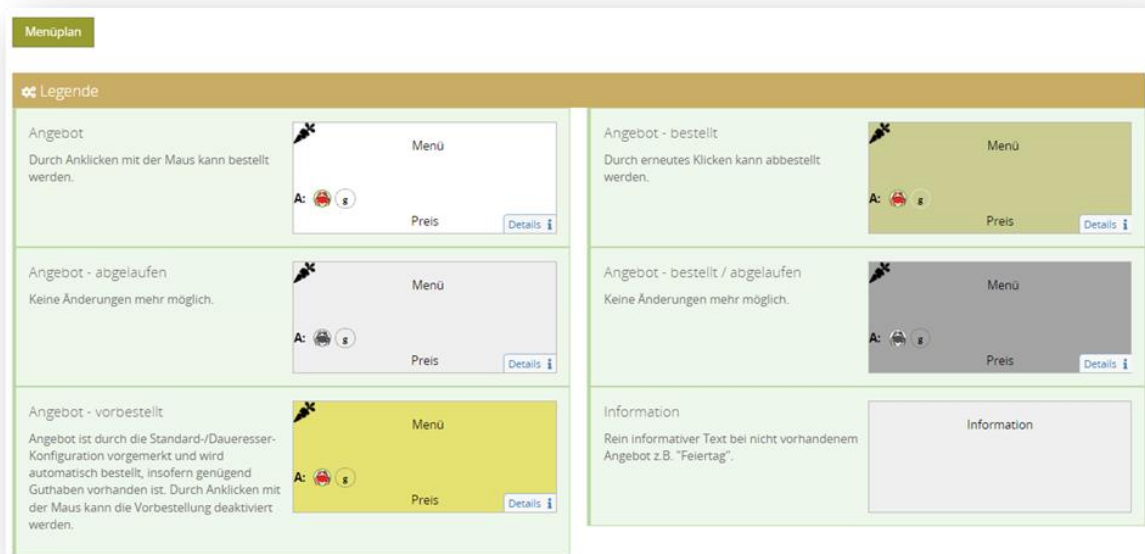 Menüplan
Legende
Angebot
Durch Anklicken mit der Maus kann bestellt
werden.
Menü
A: g
Preis
Details i
Angebot - bestellt
Durch erneutes Klicken kann abbestellt
werden.
Menü
A: g
Preis
Details i
Angebot - abgelaufen
Keine Änderungen mehr möglich.
Menü
A: g
Preis
Details i
Angebot - bestellt / abgelaufen
Keine Änderungen mehr möglich.
Menü
A: g
Preis
Details i
Angebot - vorbestellt
Angebot ist durch die Standard-/Daueresser-
Konfiguration vorgemerkt und wird
automatisch bestellt, insofern genügend
Guthaben vorhanden ist. Durch Anklicken mit
der Maus kann die Vorbestellung deaktiviert
werden.
Menü
A: g
Preis
Details i
Information
Rein informativer Text bei nicht vorhandenem
Angebot z.B. "Feiertag".
Information